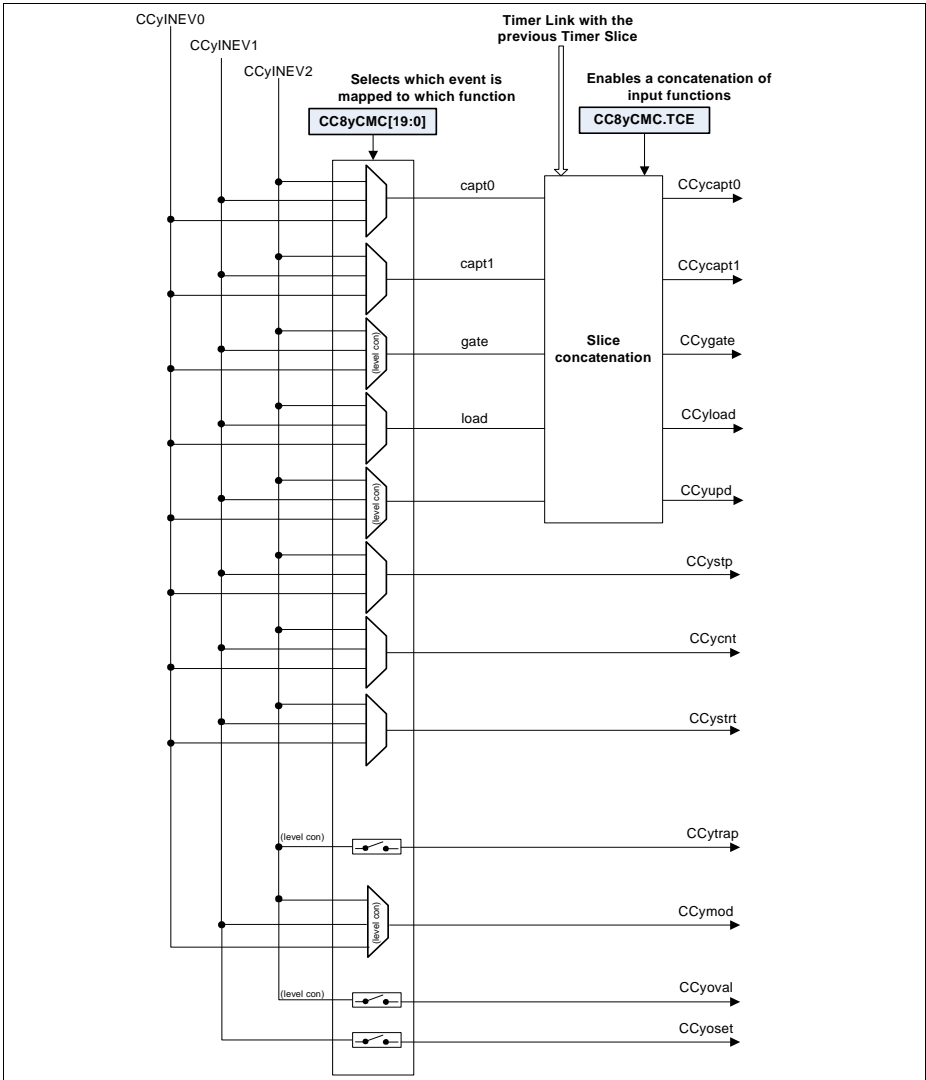 CCyINEV0
CCyINEV1
CCyINEV2
Timer Link with the
previous Timer Slice
Selects which event is
mapped to which function
Enables a concatenation of
input functions
CC8yCMC[19:0]
CC8yCMC.TCE
capt0
CCycapt0
capt1
CCycapt1
(level con)
gate
Slice
concatenation
CCygate
load
CCyload
(level con)
CCyupd
CCystp
CCycnt
CCystrt
(level con)
CCytrap
(level con)
CCymod
(level con)
CCyoval
CCyoset